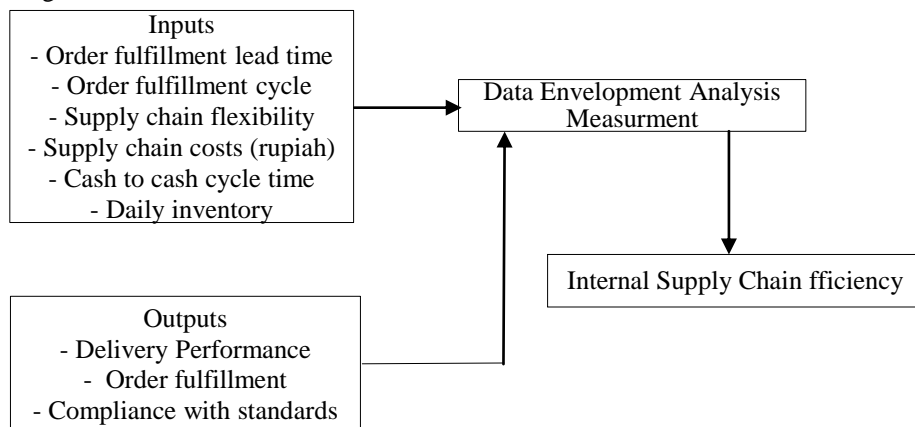 Inputs
- Order fulfillment lead time
- Order fulfillment cycle
- Supply chain flexibility
- Supply chain costs (rupiah)
- Cash to cash cycle time
- Daily inventory
Data Envelopment Analysis
Measurment
Internal Supply Chain fficiency
Outputs
- Delivery Performance
- Order fulfillment
- Compliance with standards